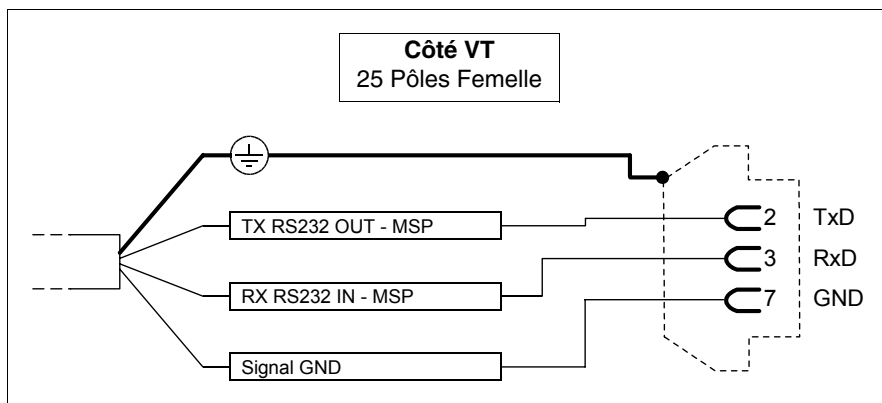 Côté VT
25 Pôles Femelle
TX RS232 OUT - MSP
2 TxD
RX RS232 IN - MSP
3 RxD
7 GND
Signal GND